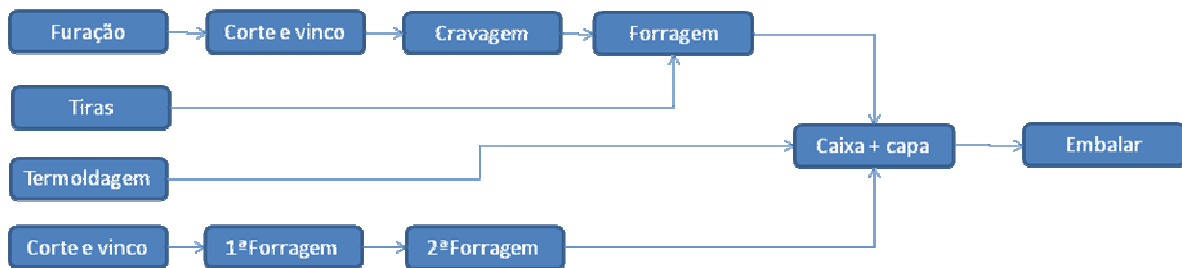 Furação
Corte e vinco
Cravagem
Forragem
Tiras
Caixa + capa
Embalar
Termoldagem
Corte e vinco
1ªForragem
2ªForragem